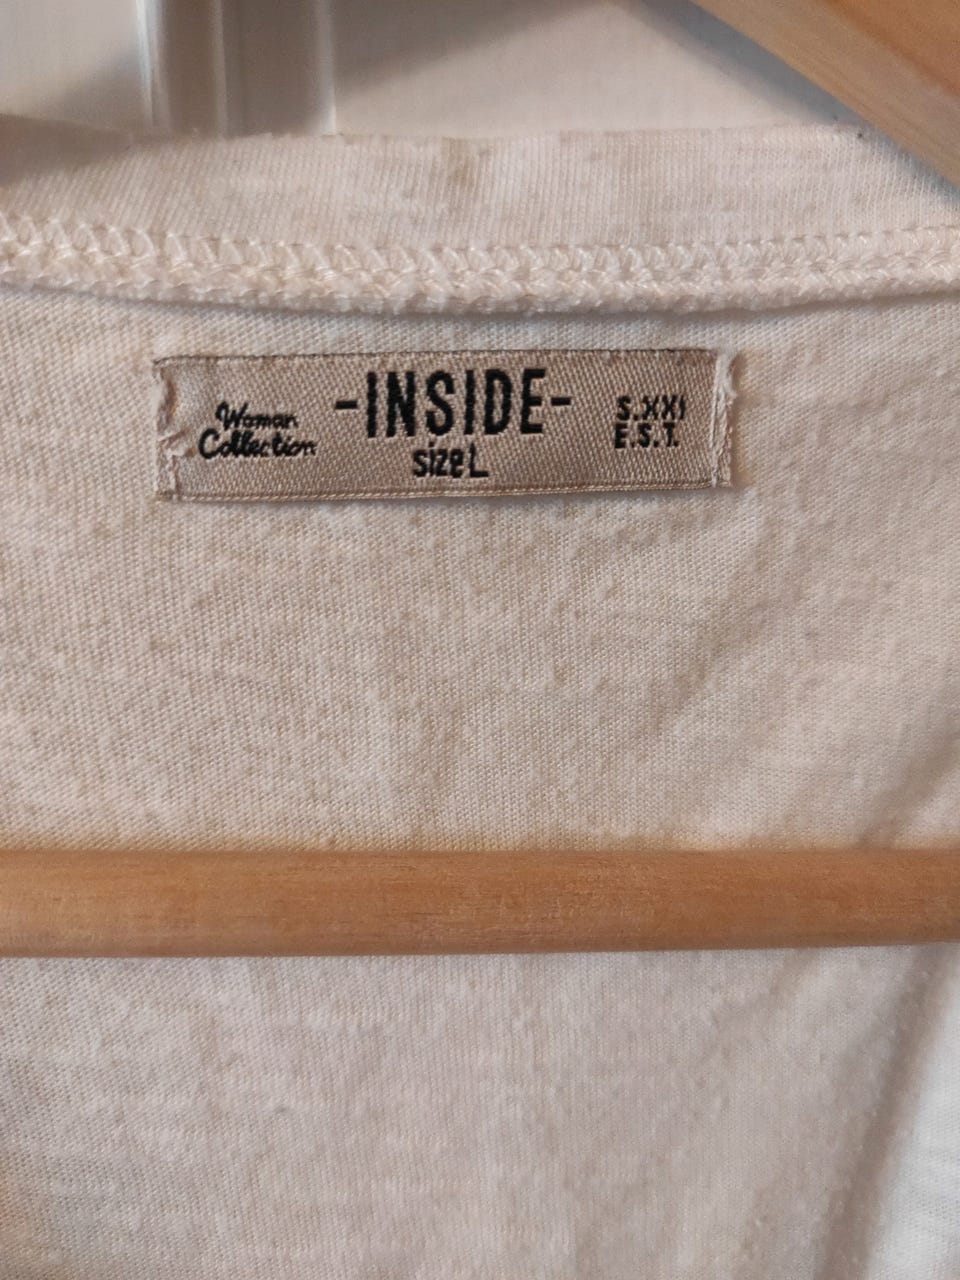 Woman
Collection
-INSIDE-
size L
S.XXI
E.S.T.